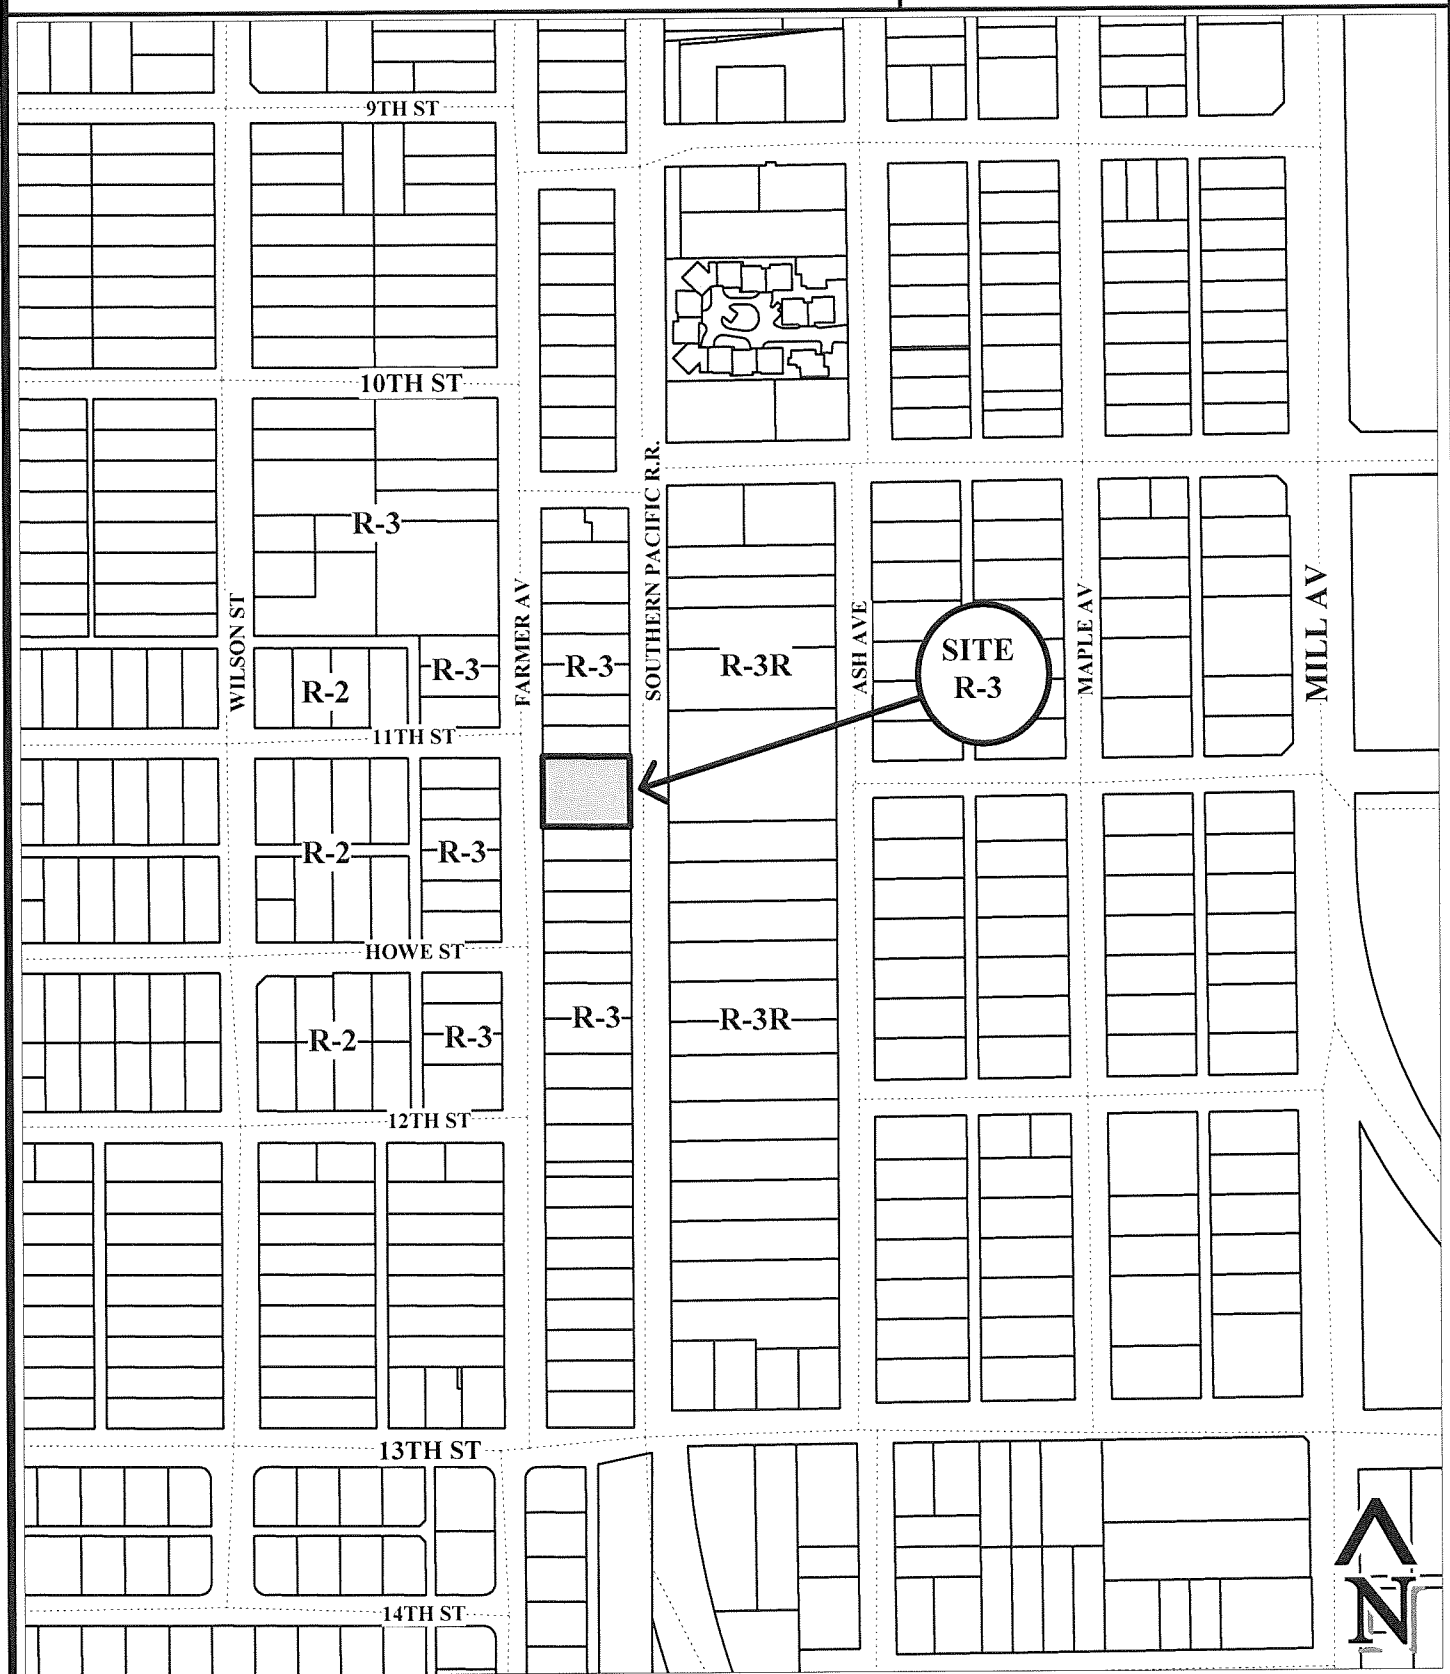 9TH ST
10TH ST
R-3
WILSON ST
FARMER AV
SOUTHERN PACIFIC R.R.
ASH AVE
MAPLE AV
MILL AV
SITE
R-3
R-2
R-3
R-3
R-3R
11TH ST
R-2
R-3
HOWE ST
R-2
R-3
R-3
R-3R
12TH ST
13TH ST
14TH ST
N